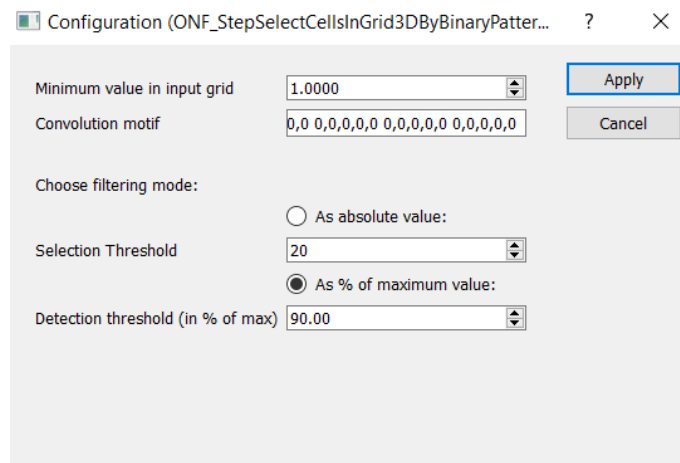 Configuration (ONF_StepSelectCellsInGrid3DByBinaryPatter... ?
Minimum value in input grid 1.0000 Apply
Convolution motif 0,0 0,0,0,0,0 0,0,0,0,0 0,0,0,0,0 Cancel
Choose filtering mode:
As absolute value:
Selection Threshold 20
As % of maximum value:
Detection threshold (in % of max) 90.00